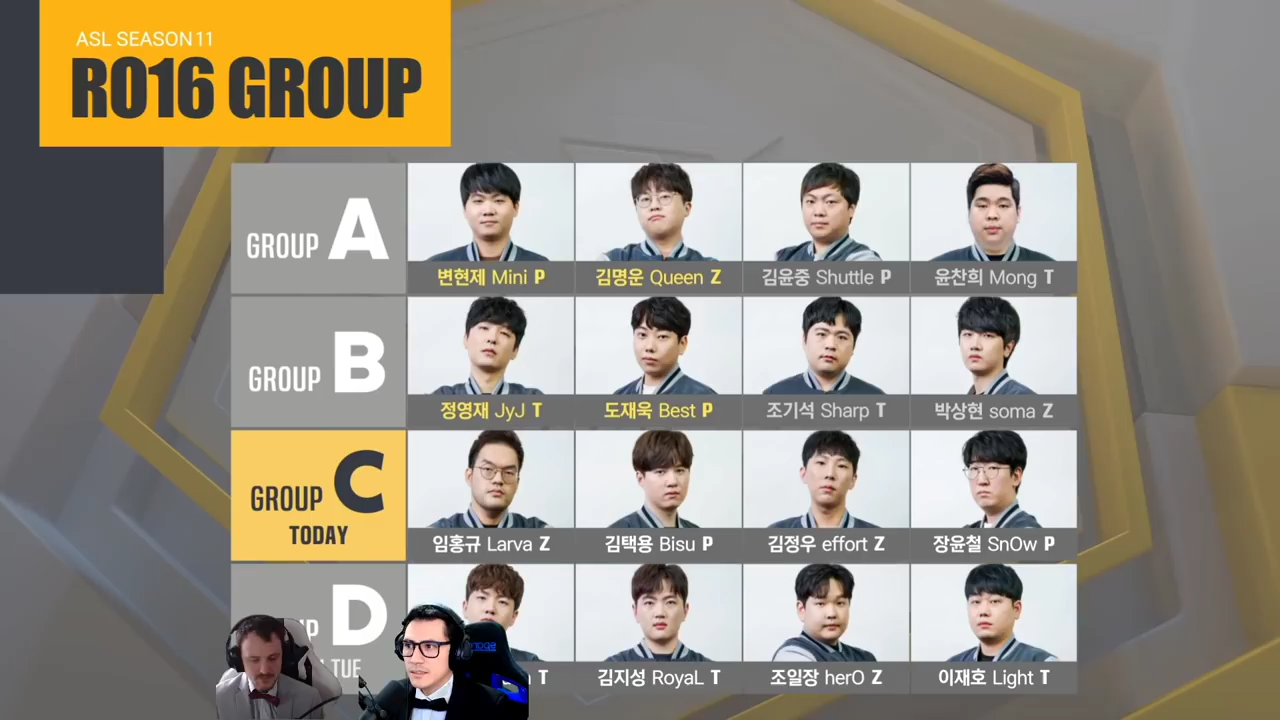 ASL SEASON 11
RO16 GROUP
GROUP A
변현제 Mini P
김명운 Queen Z
김윤중 Shuttle P
윤찬희 Mong T
GROUP B
정영재 JyJ T
도재욱 Best P
조기석 Sharp T
박상현 soma Z
GROUP C
TODAY
임홍규 Larva Z
김택용 Bisu P
김정우 effort Z
장윤철 SnOw P
D
TUE
T
김지성 RoyaL T
조일장 herO Z
이재호 Light T